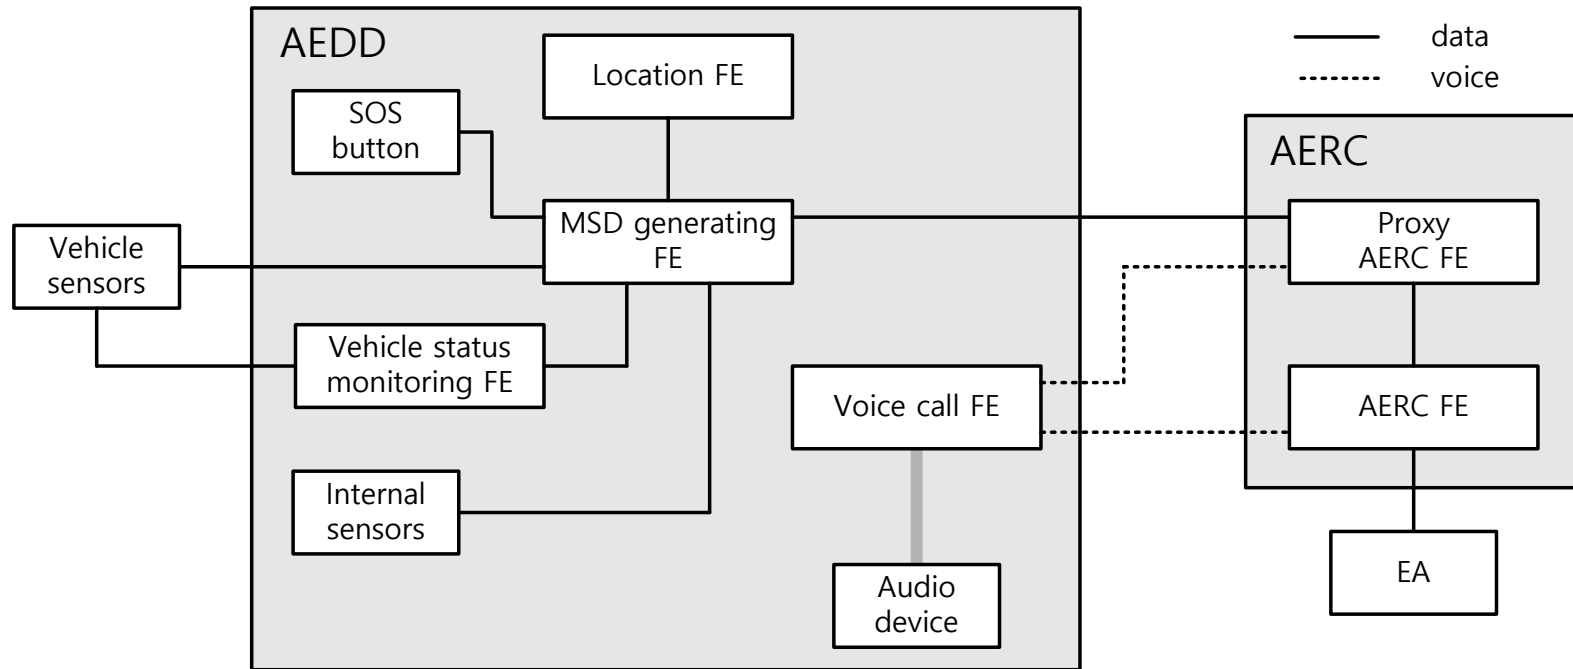 AEDD
Location FE
SOS
button
MSD generating
FE
Vehicle
sensors
Vehicle status
monitoring FE
Internal
sensors
Voice call FE
Audio
device
data
voice
AERC
Proxy
AERC FE
AERC FE
EA